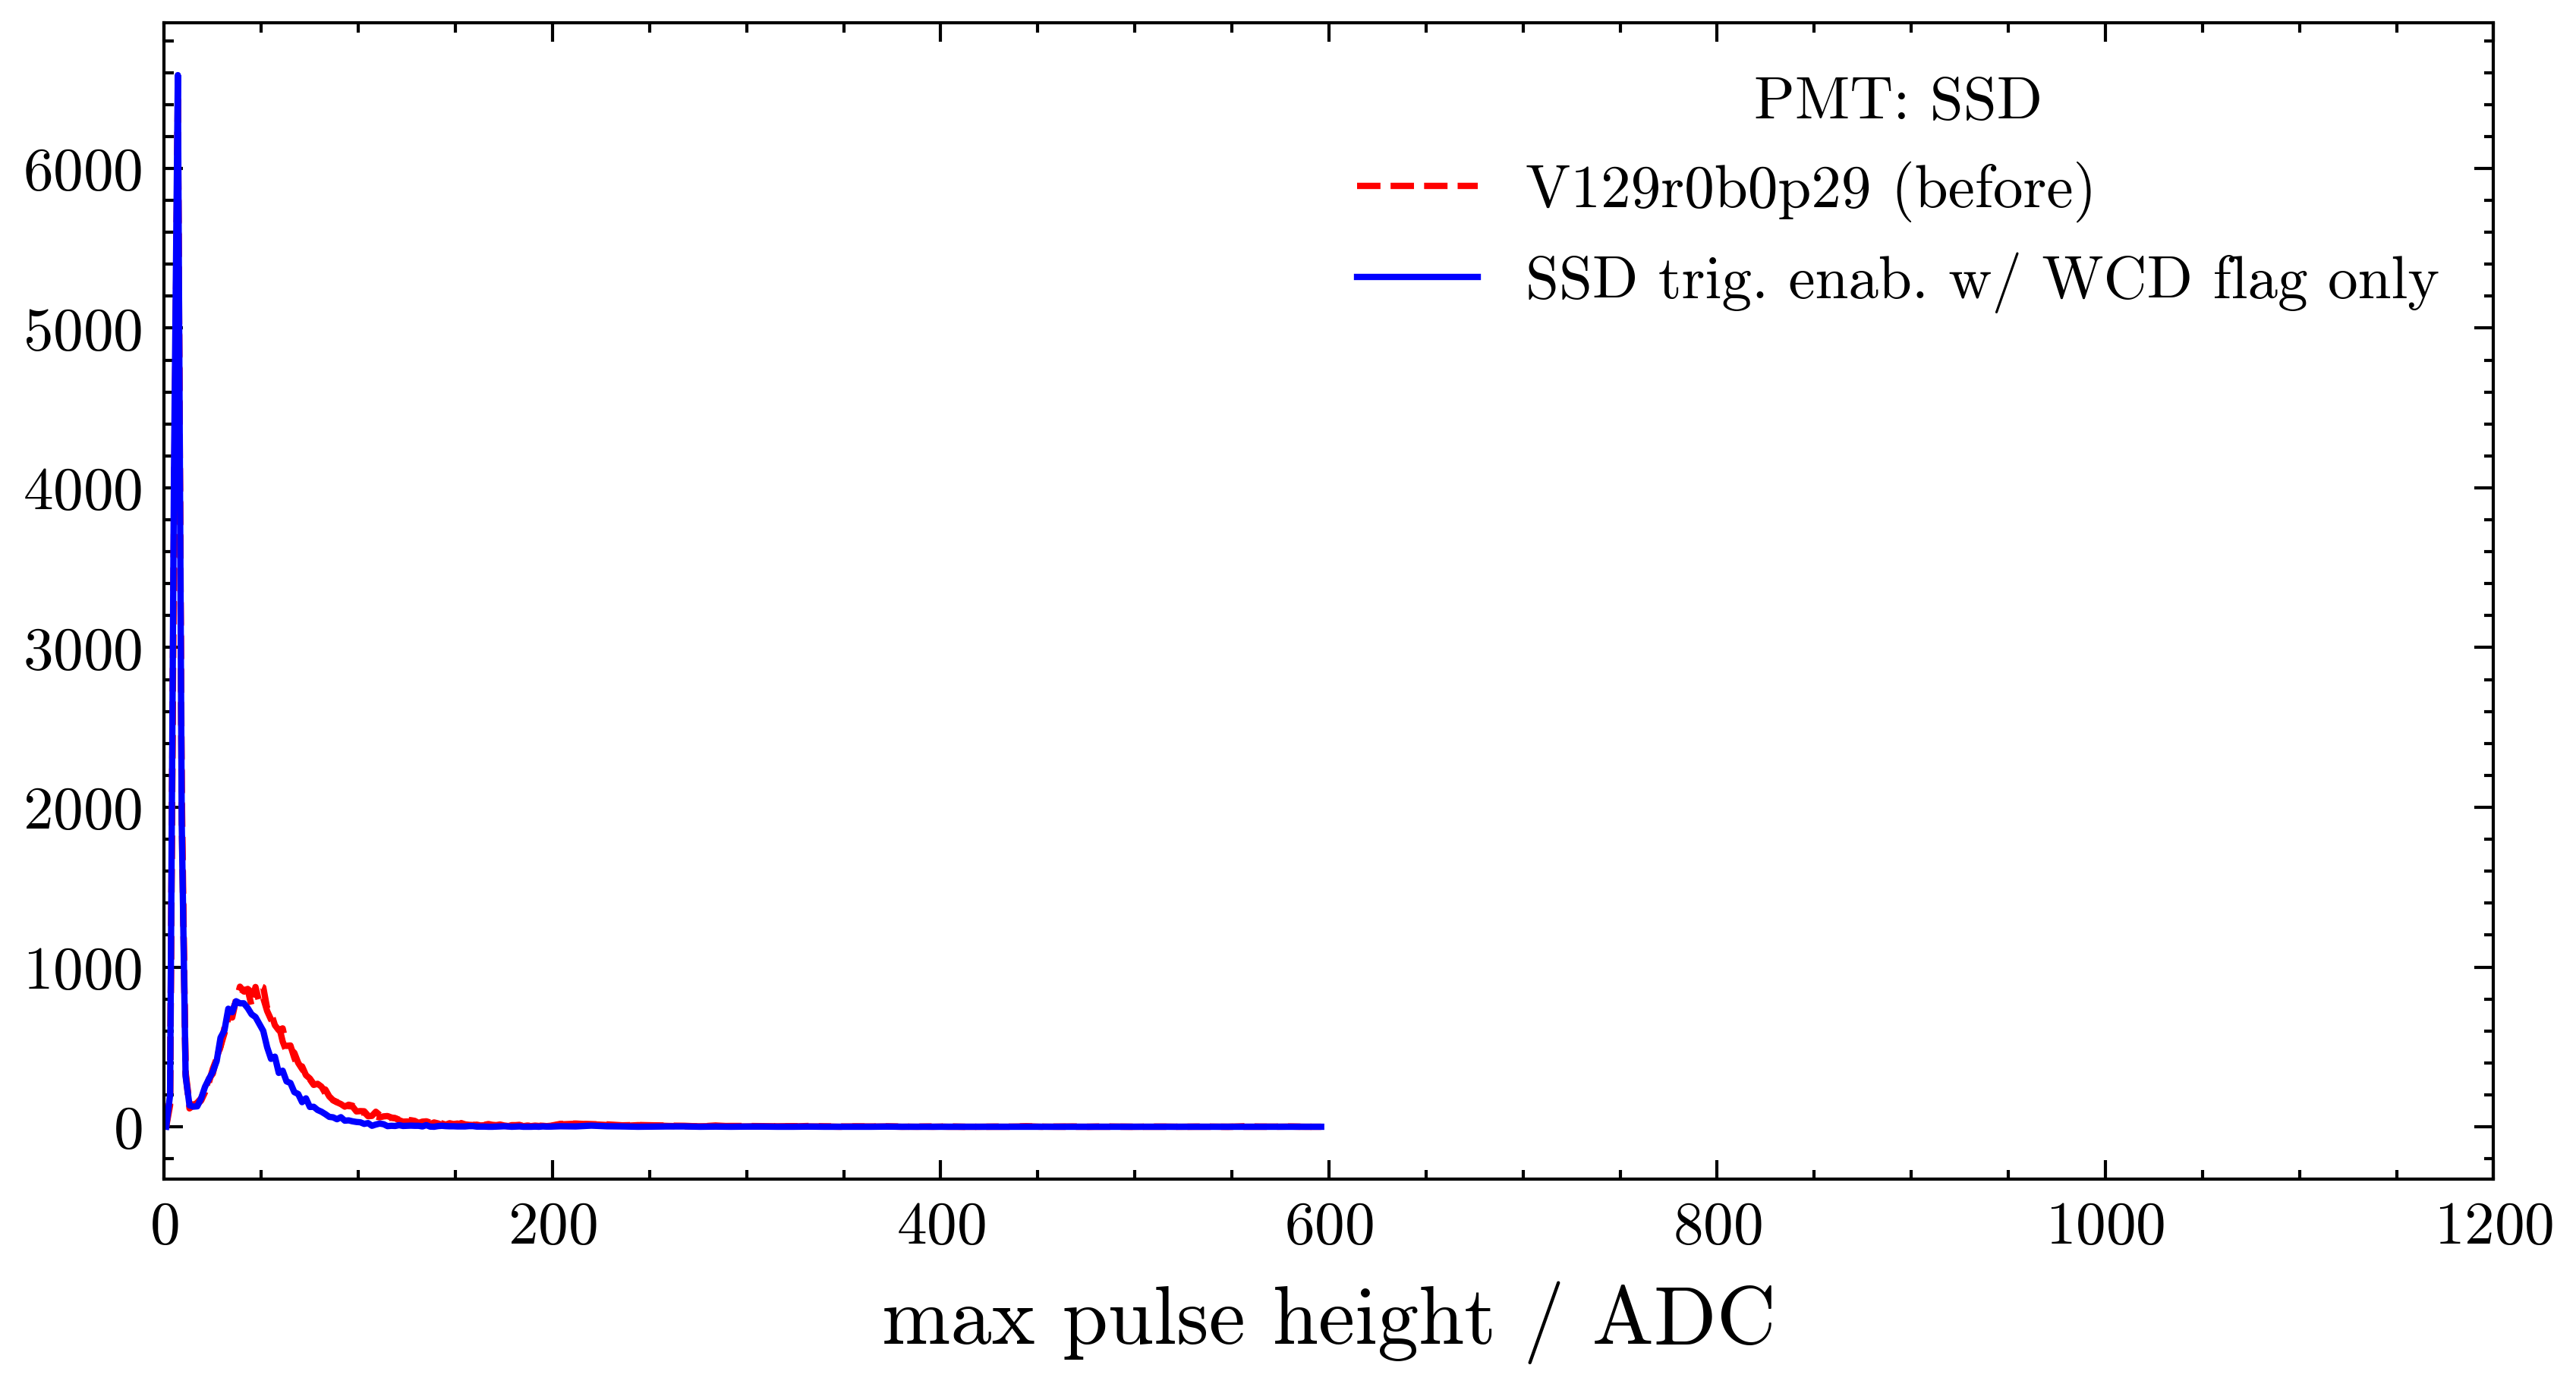 PMT: SSD
V129r0b0p29 (before)
SSD trig. enab. w/ WCD flag only
6000
5000
4000
3000
2000
1000
0
0 200 400 600 800 1000 1200
max pulse height / ADC